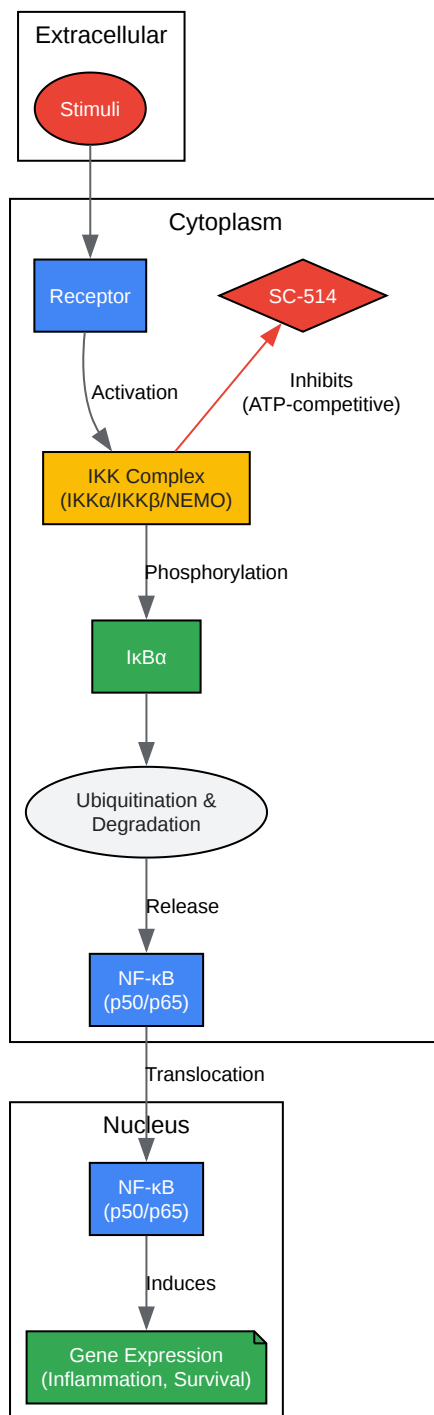 Extracellular
Stimuli
Cytoplasm
Receptor
SC-514
Activation
Inhibits
(ATP-competitive)
IKK Complex
(IKKα/IKKβ/NEMO)
Phosphorylation
IκBα
Ubiquitination &
Degradation
Release
NF-κB
(p50/p65)
Translocation
Nucleus
NF-κB
(p50/p65)
Induces
Gene Expression
(Inflammation, Survival)